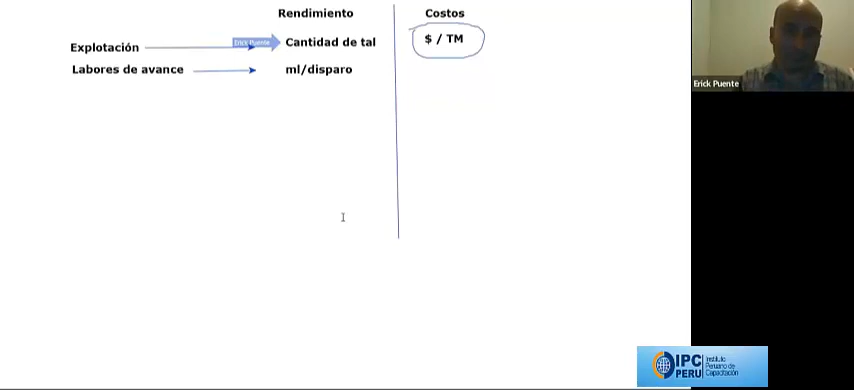 Rendimiento
Costos
Explotación
Erick Puente
Cantidad de tal
$ / TM
Labores de avance
ml/disparo
Erick Puente
IPC PERU
Instituto
Peruano de
Capacitación